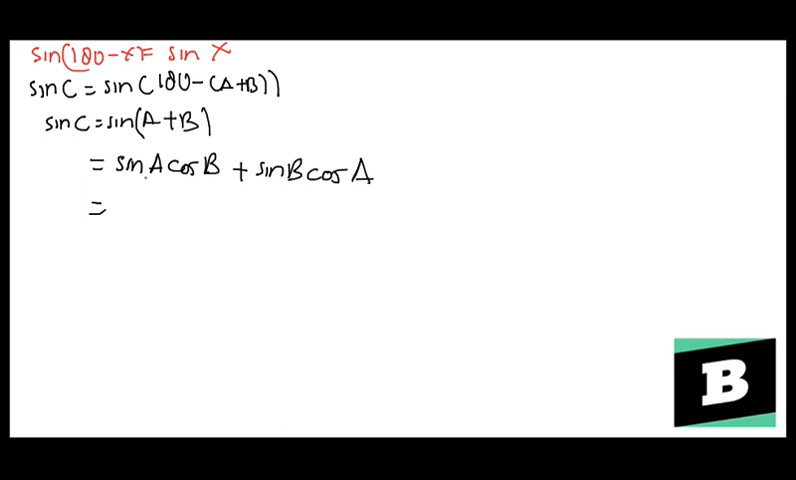 sin(180-x)= sin x
sin C = sin(180-(A+B))
sin C = sin(A+B)
= sin A cos B + sin B cos A
=
B